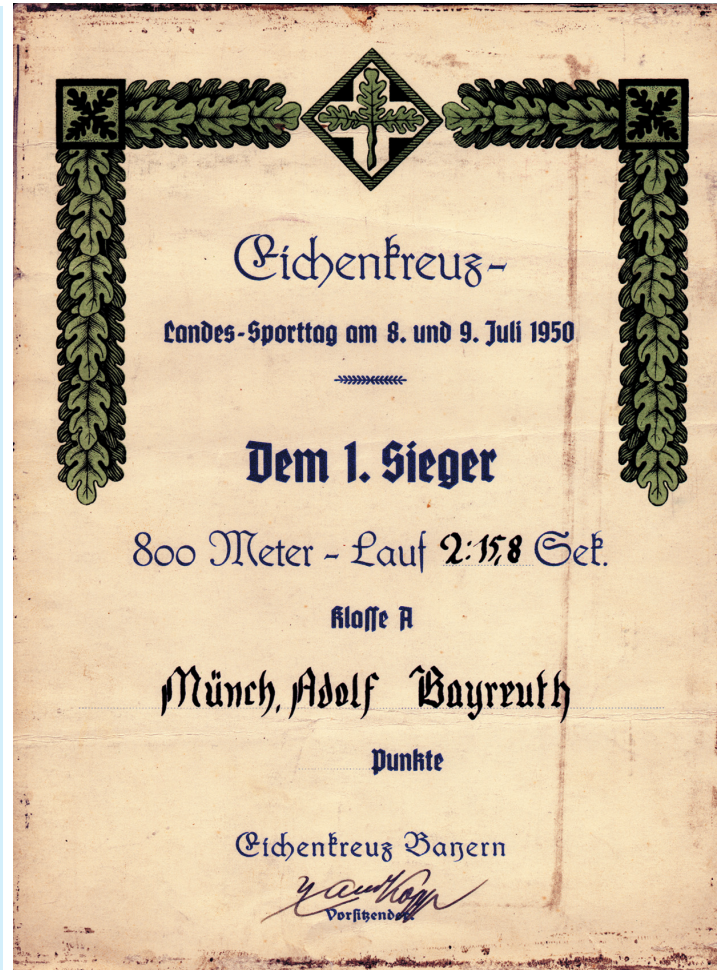 Eichenkreuz-
Landes-Sporttag am 8. und 9. Juli 1950
Dem 1. Sieger
800 Meter - Lauf 2:15,8 Sek.
Klasse A
Münch, Adolf Bayreuth
Punkte
Eichenkreuz Bayern
Vorsitzender.